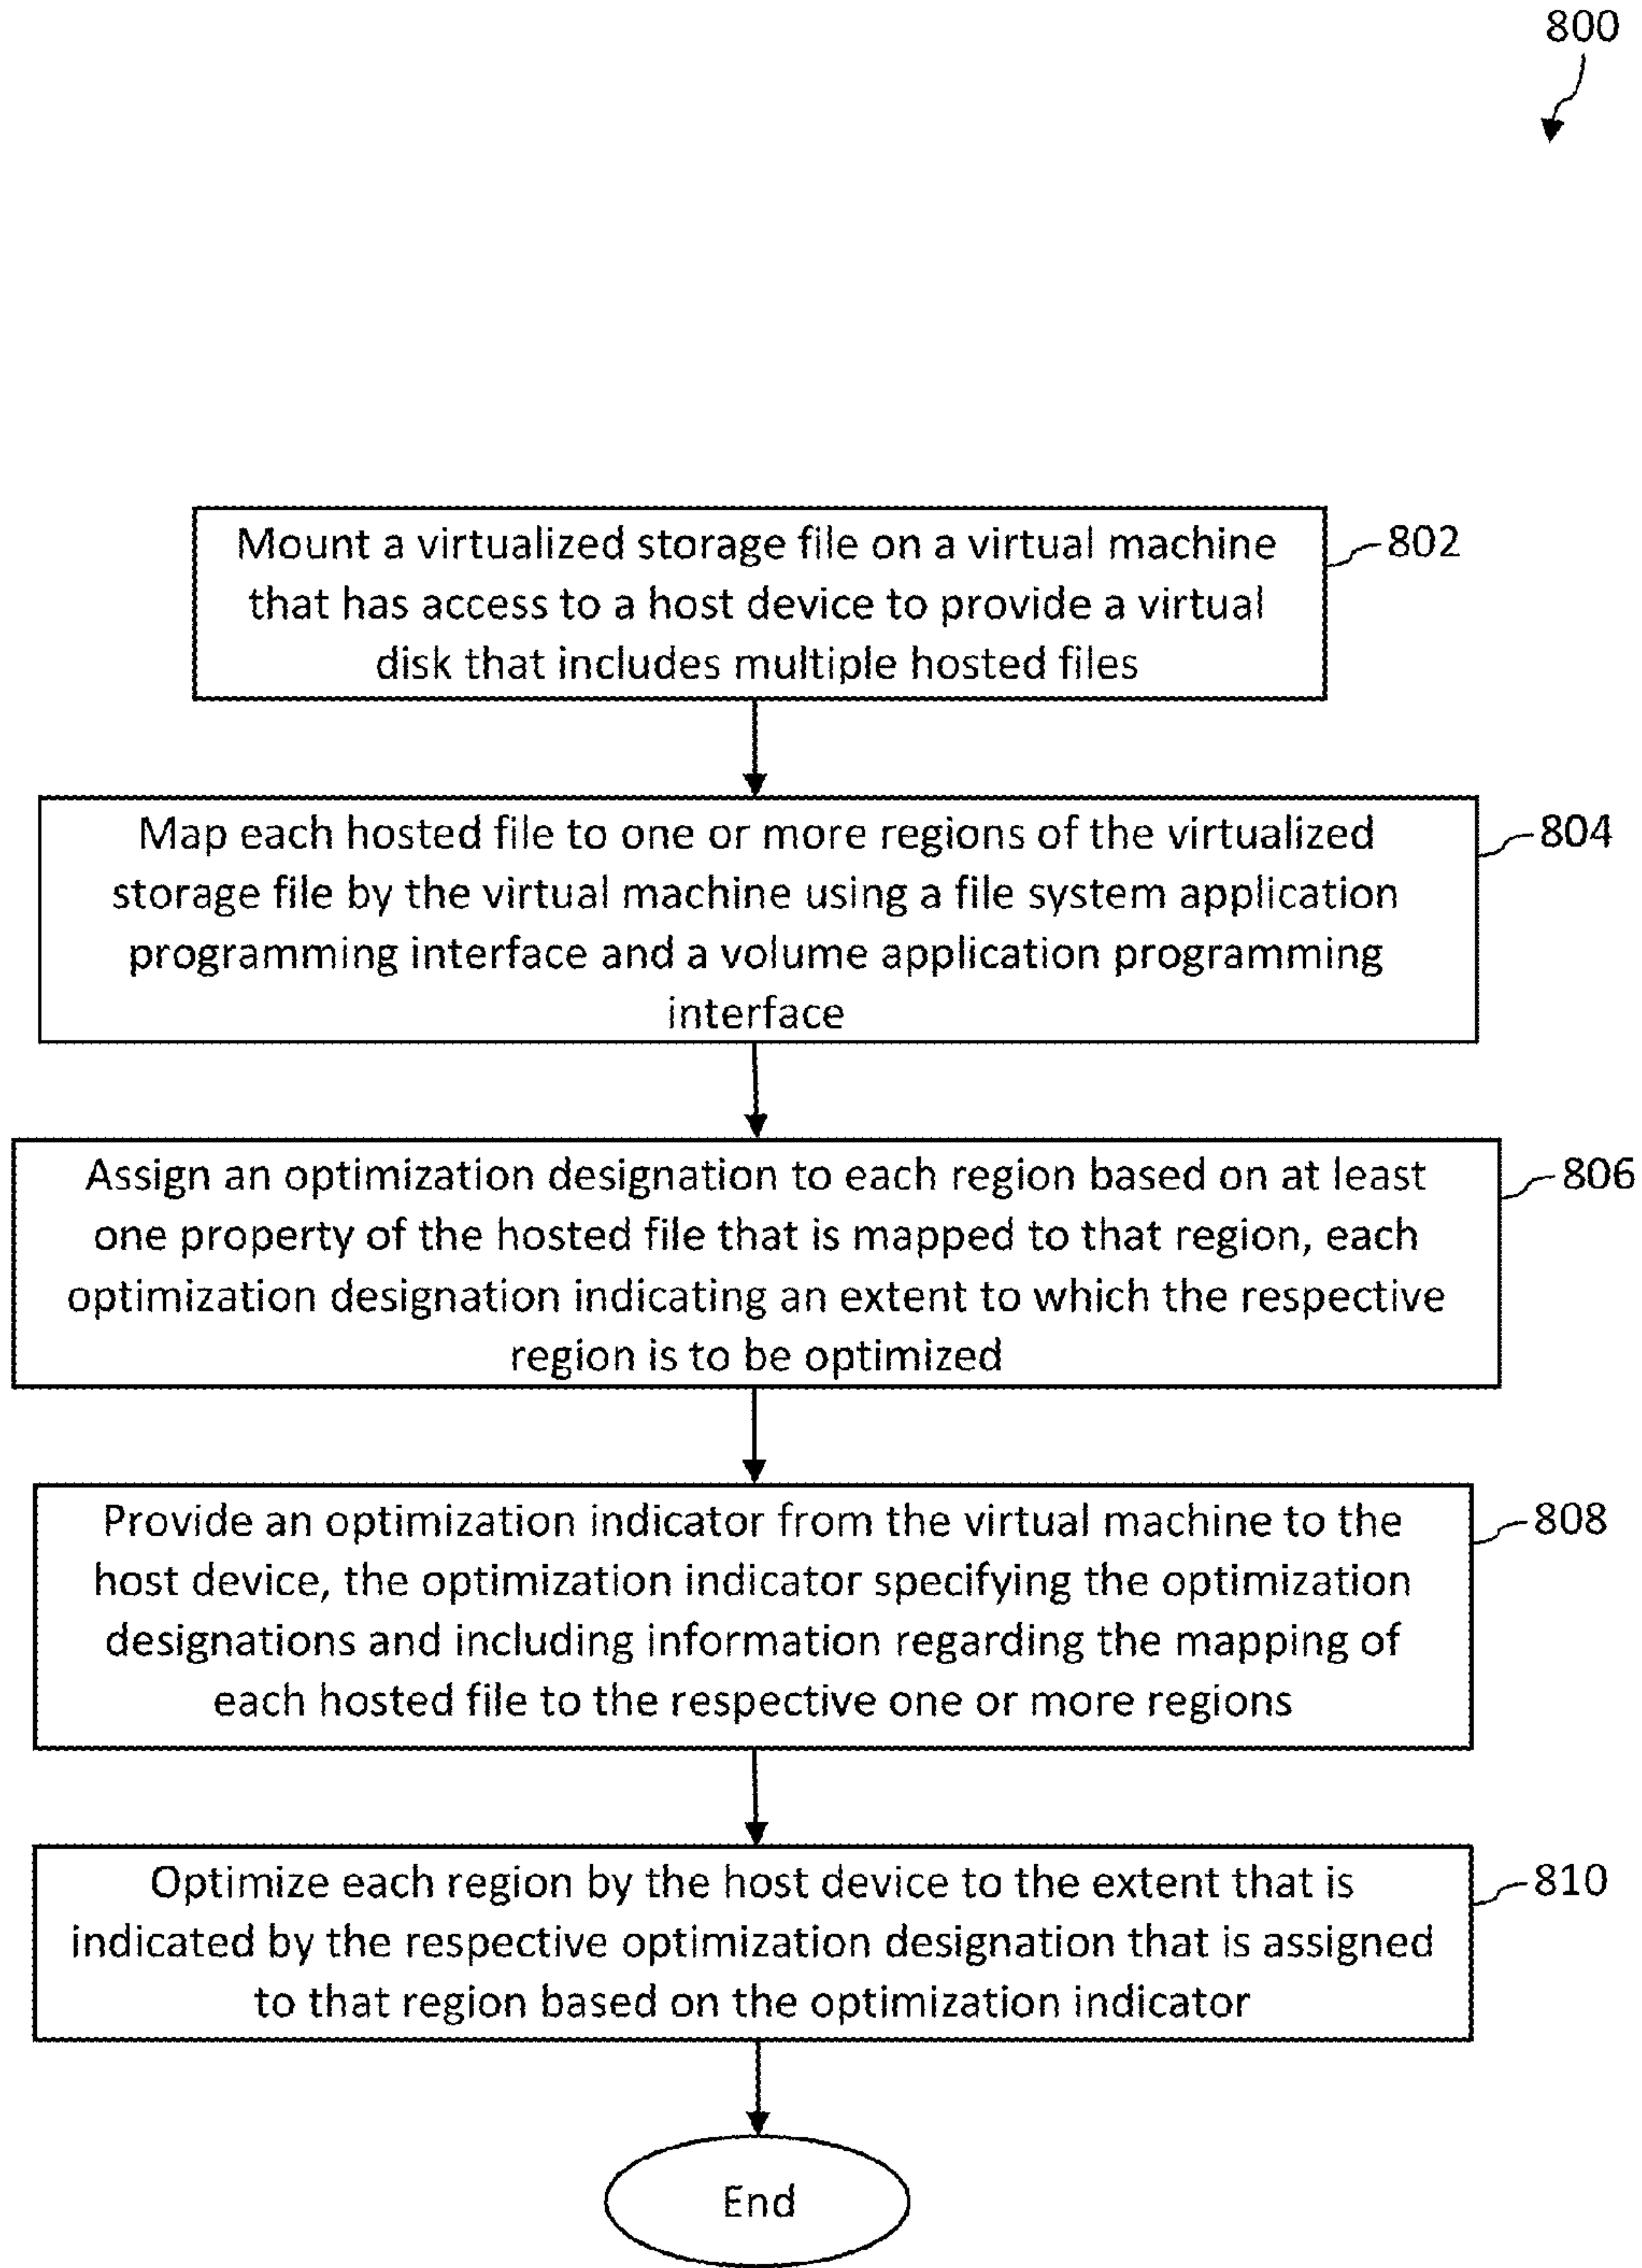 800
Mount a virtualized storage file on a virtual machine
that has access to a host device to provide a virtual
disk that includes multiple hosted files
802
Map each hosted file to one or more regions of the virtualized
storage file by the virtual machine using a file system application
programming interface and a volume application programming
interface
804
Assign an optimization designation to each region based on at least
one property of the hosted file that is mapped to that region, each
optimization designation indicating an extent to which the respective
region is to be optimized
806
Provide an optimization indicator from the virtual machine to the
host device, the optimization indicator specifying the optimization
designations and including information regarding the mapping of
each hosted file to the respective one or more regions
808
Optimize each region by the host device to the extent that is
indicated by the respective optimization designation that is assigned
to that region based on the optimization indicator
810
End